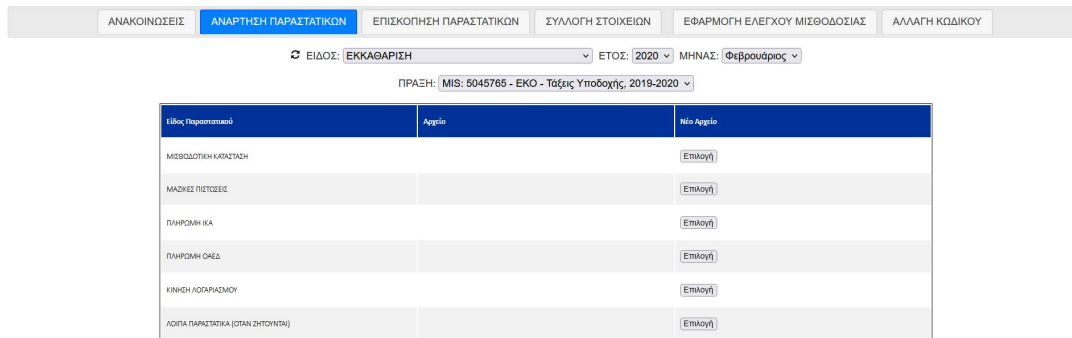 ΑΝΑΚΟΙΝΩΣΕΙΣ ΑΝΑΡΤΗΣΗ ΠΑΡΑΣΤΑΤΙΚΩΝ ΕΠΙΣΚΟΠΗΣΗ ΠΑΡΑΣΤΑΤΙΚΩΝ ΣΥΛΛΟΓΗ ΣΤΟΙΧΕΙΩΝ ΕΦΑΡΜΟΓΗ ΕΛΕΓΧΟΥ ΜΙΣΘΟΔΟΣΙΑΣ ΑΛΛΑΓΗ ΚΩΔΙΚΟΥ
ΕΙΔΟΣ: ΕΚΚΑΘΑΡΙΣΗ ΕΤΟΣ: 2020 ΜΗΝΑΣ: Φεβρουάριος
ΠΡΑΞΗ: MIS: 5045765 - ΕΚΟ - Τάξεις Υποδοχής, 2019-2020
Είδος Παραστατικού Αρχείο Νέο Αρχείο
ΜΙΣΘΟΔΟΤΙΚΗ ΚΑΤΑΣΤΑΣΗ Επιλογή
ΜΑΖΙΚΕΣ ΠΙΣΤΩΣΕΙΣ Επιλογή
ΠΛΗΡΩΜΗ ΙΚΑ Επιλογή
ΠΛΗΡΩΜΗ ΟΑΕΔ Επιλογή
ΚΙΝΗΣΗ ΛΟΓΑΡΙΑΣΜΟΥ Επιλογή
ΛΟΙΠΑ ΠΑΡΑΣΤΑΤΙΚΑ (ΟΤΑΝ ΖΗΤΟΥΝΤΑΙ) Επιλογή